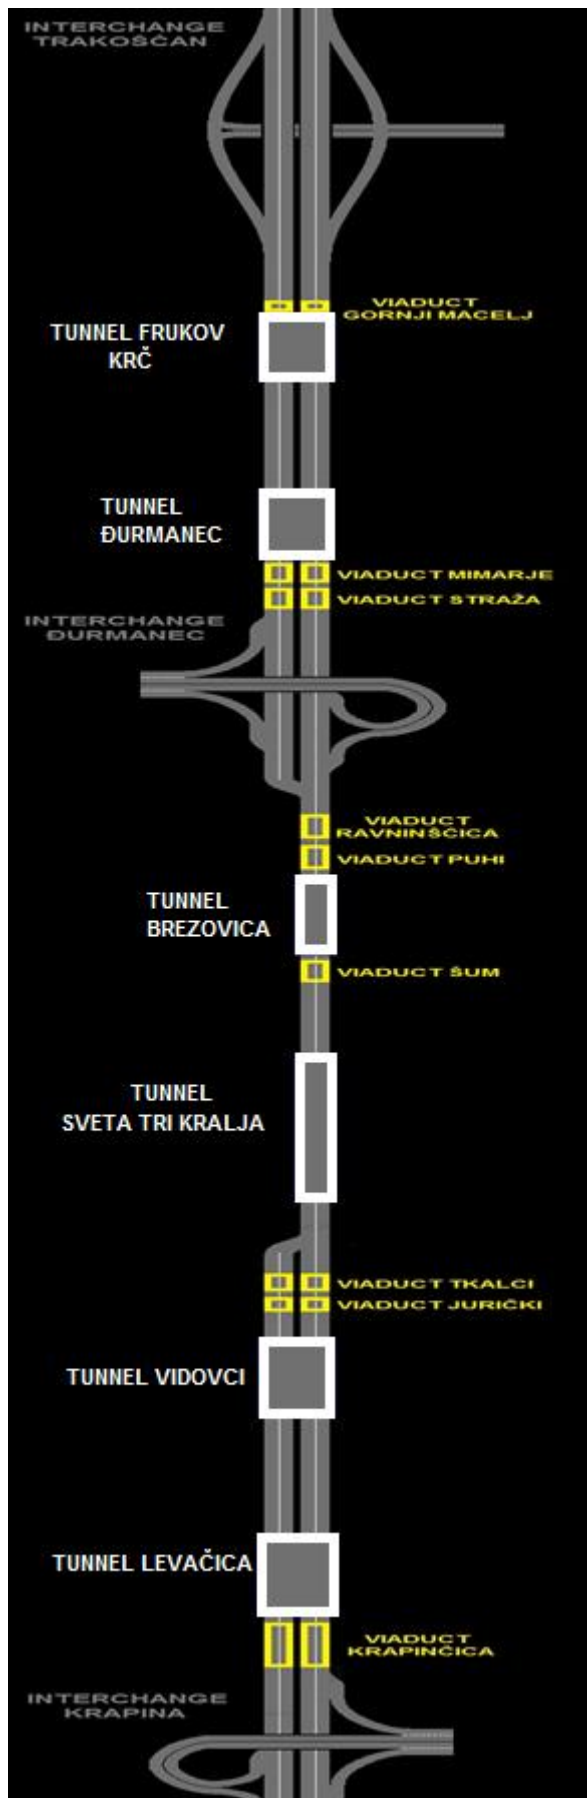 INTERCHANGE
TRAKOŠĆAN
VIADUCT
GORNJI MACELJ
TUNNEL FRUKOV
KRČ
TUNNEL
ĐURMANEC
VIADUCT MIMARJE
VIADUCT STRAŽA
INTERCHANGE
ĐURMANEC
VIADUCT
RAVNINŠČICA
VIADUCT PUHI
TUNNEL
BREZOVICA
VIADUCT ŠUM
TUNNEL
SVETA TRI KRALJA
VIADUCT TKALCI
VIADUCT JURIČKI
TUNNEL VIDOVCI
TUNNEL LEVAČICA
VIADUCT
KRAPINČICA
INTERCHANGE
KRAPINA